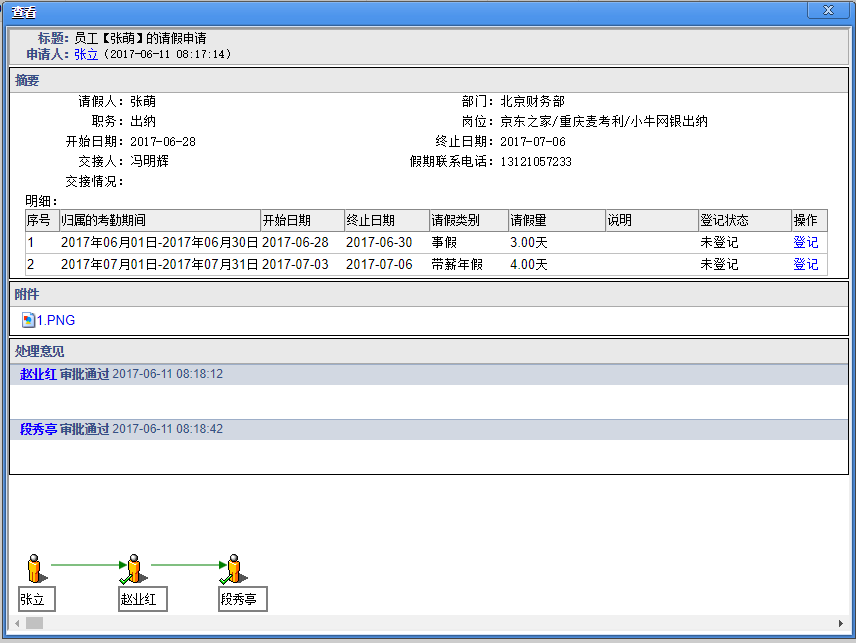 查看
标题：员工【张萌】的请假申请
申请人：张立（2017-06-11 08:17:14）
摘要
请假人：张萌 部门：北京财务部
职务：出纳 岗位：京东之家/重庆麦考利/小牛网银出纳
开始日期：2017-06-28 终止日期：2017-07-06
交接人：冯明辉 假期联系电话：13121057233
交接情况：
明细：
序号 归属的考勤期间 开始日期 终止日期 请假类别 请假量 说明 登记状态 操作
1 2017年06月01日-2017年06月30日 2017-06-28 2017-06-30 事假 3.00天 未登记 登记
2 2017年07月01日-2017年07月31日 2017-07-03 2017-07-06 带薪年假 4.00天 未登记 登记
附件
1.PNG
处理意见
赵业红 审批通过 2017-06-11 08:18:12
段秀亭 审批通过 2017-06-11 08:18:42
张立 赵业红 段秀亭